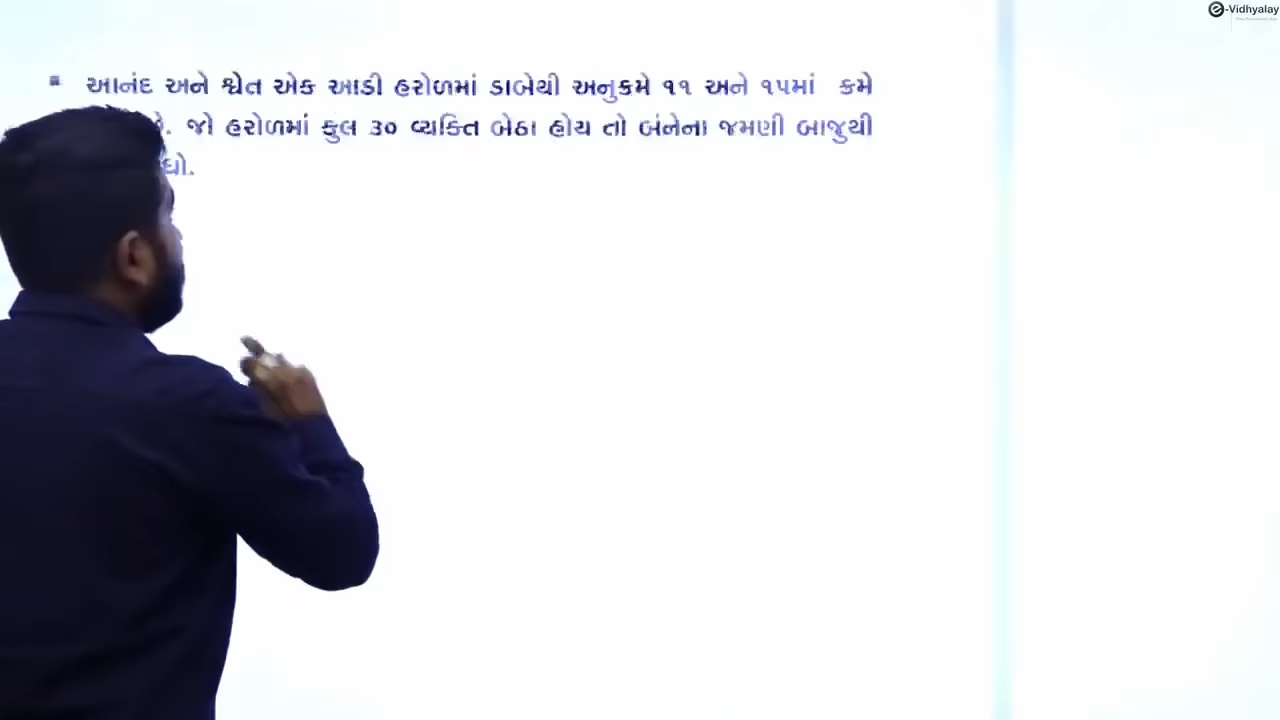 e-Vidhyalay
▪ આનંદ અને શ્વેત એક આડી હરોળમાં ડાબેથી અનુક્રમે ૧૧ અને ૧૫માં ક્રમે
જો હરોળમાં કુલ ૩૦ વ્યક્તિ બેઠા હોય તો બંનેના જમણી બાજુથી